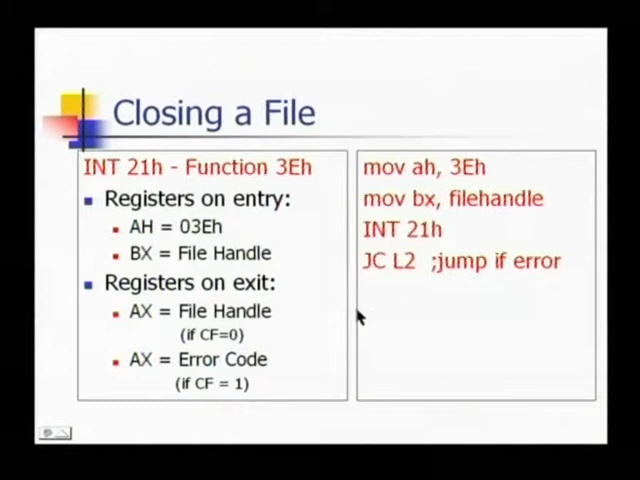 Closing a File
INT 21h - Function 3Eh
Registers on entry:
AH = 03Eh
BX = File Handle
Registers on exit:
AX = File Handle
(if CF=0)
AX = Error Code
(if CF = 1)
mov ah, 3Eh
mov bx, filehandle
INT 21h
JC L2 ;jump if error